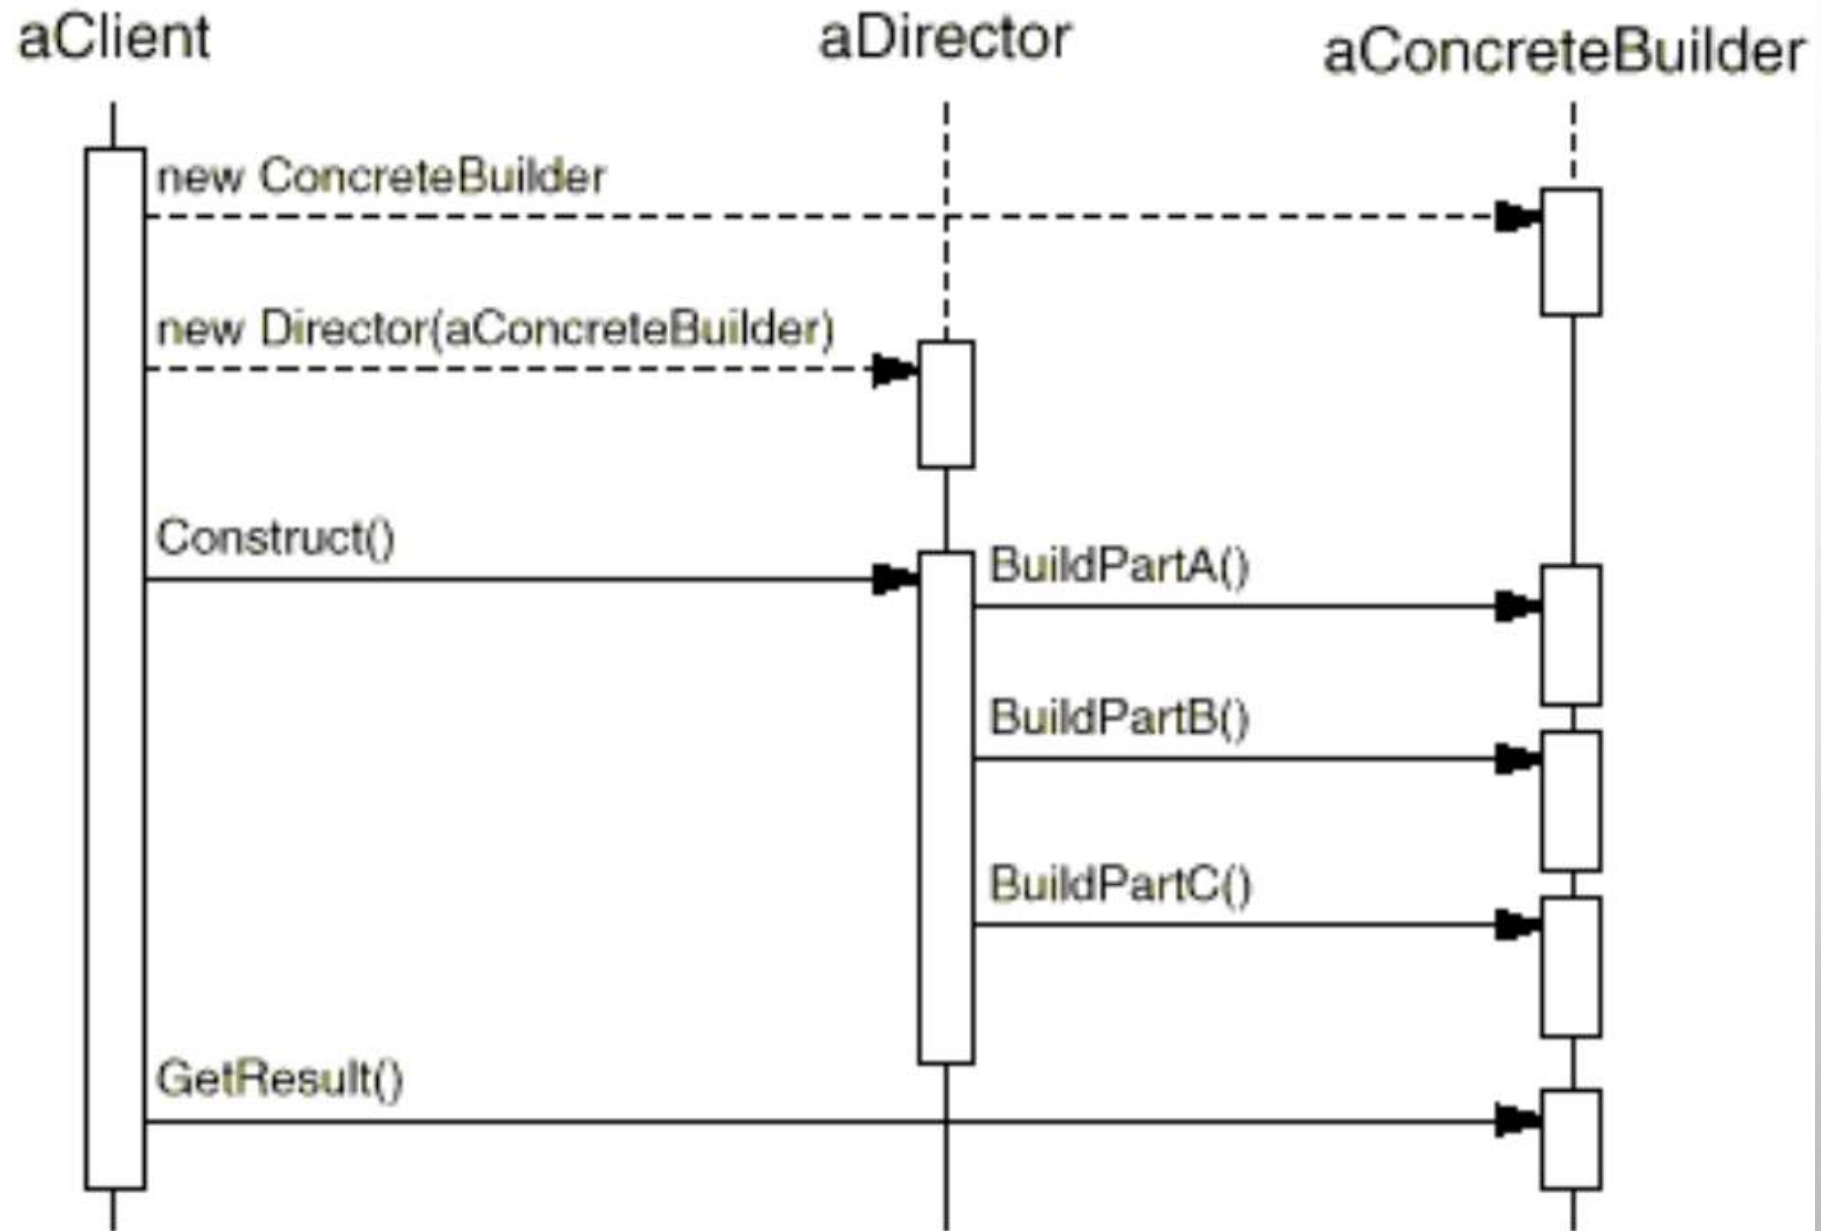 aClient
aDirector
aConcreteBuilder
new ConcreteBuilder
new Director(aConcreteBuilder)
Construct()
BuildPartA()
BuildPartB()
BuildPartC()
GetResult()